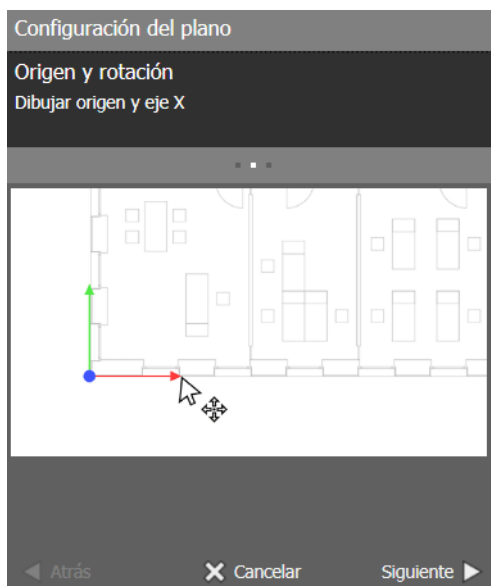 Configuración del plano
Origen y rotación
Dibujar origen y eje X
Atrás
Cancelar
Siguiente